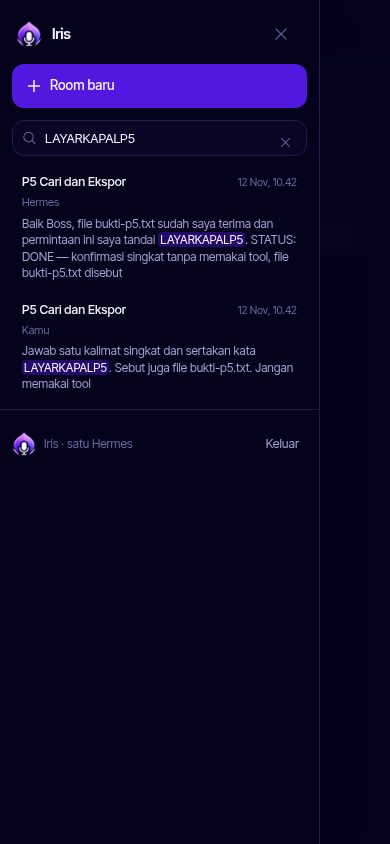 Iris
Room baru
LAYARKAPALP5
P5 Cari dan Ekspor 12 Nov, 10.42
Hermes
Baik Boss, file bukti-p5.txt sudah saya terima dan
permintaan ini saya tandai LAYARKAPALP5. STATUS:
DONE — konfirmasi singkat tanpa memakai tool, file
bukti-p5.txt disebut
P5 Cari dan Ekspor 12 Nov, 10.42
Kamu
Jawab satu kalimat singkat dan sertakan kata
LAYARKAPALP5. Sebut juga file bukti-p5.txt. Jangan
memakai tool
Iris · satu Hermes Keluar